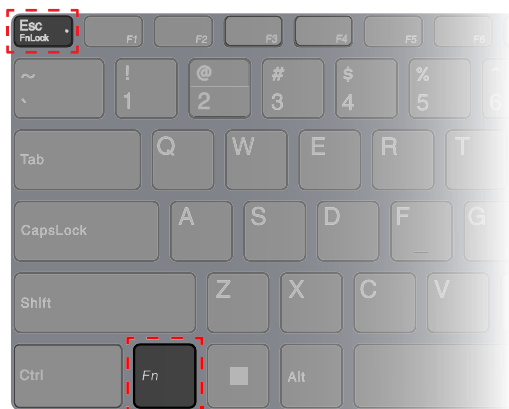 Esc
FnLock
F1
F2
F3
F4
F5
F6
~
`
!
1
@
2
#
3
$
4
%
5
^
6
Tab
Q
W
E
R
T
CapsLock
A
S
D
F
G
Shift
Z
X
C
V
Ctrl
Fn
Alt